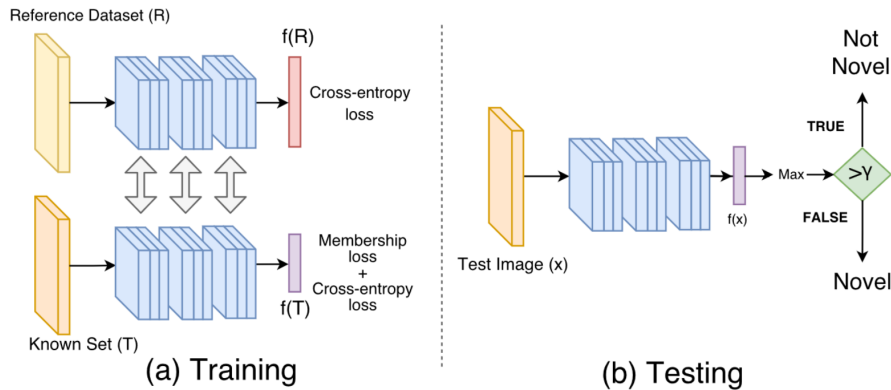 Reference Dataset (R)
f(R)
Cross-entropy
loss
Known Set (T)
f(T)
Membership
loss
+
Cross-entropy
loss
(a) Training
Test Image (x)
f(x)
Max
>γ
TRUE
Not
Novel
FALSE
Novel
(b) Testing